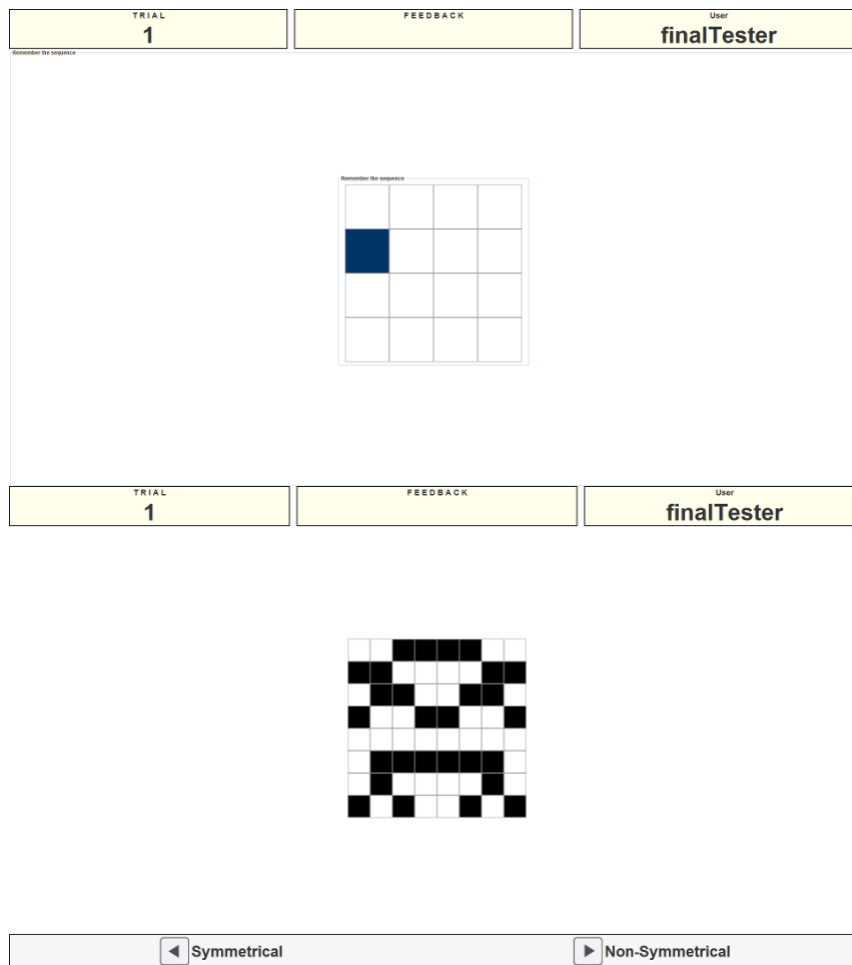 TRIAL
1
FEEDBACK
User
finalTester
Remember the sequence
Remember the sequence
TRIAL
1
FEEDBACK
User
finalTester
Symmetrical
Non-Symmetrical